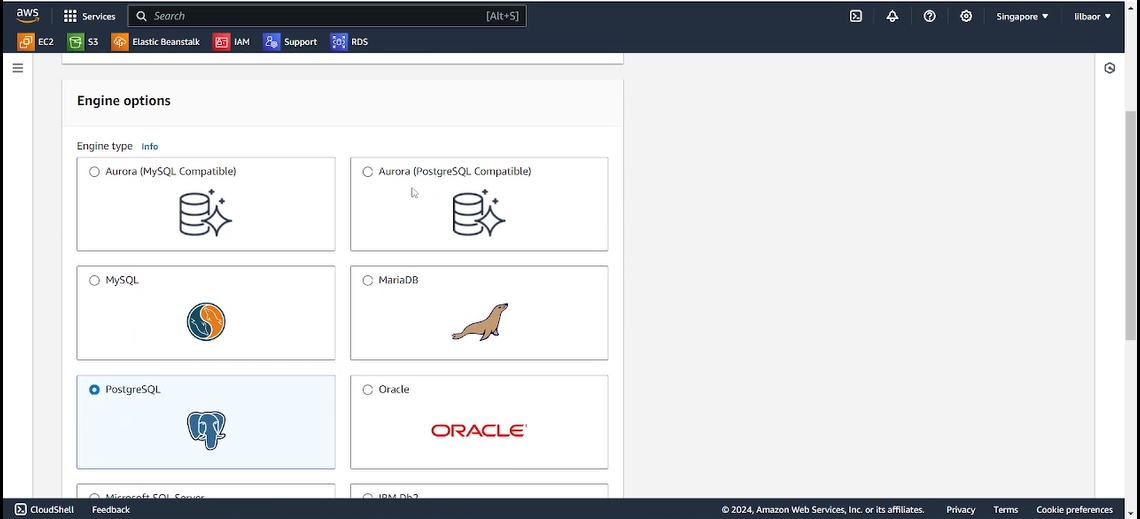 aws
Services
Search
[Alt+S]
Singapore
lilbaor
EC2
S3
Elastic Beanstalk
IAM
Support
RDS
Engine options
Engine type Info
Aurora (MySQL Compatible)
Aurora (PostgreSQL Compatible)
MySQL
MariaDB
PostgreSQL
Oracle
ORACLE
Microsoft SQL Server
IBM Db2
CloudShell
Feedback
© 2024, Amazon Web Services, Inc. or its affiliates.
Privacy
Terms
Cookie preferences